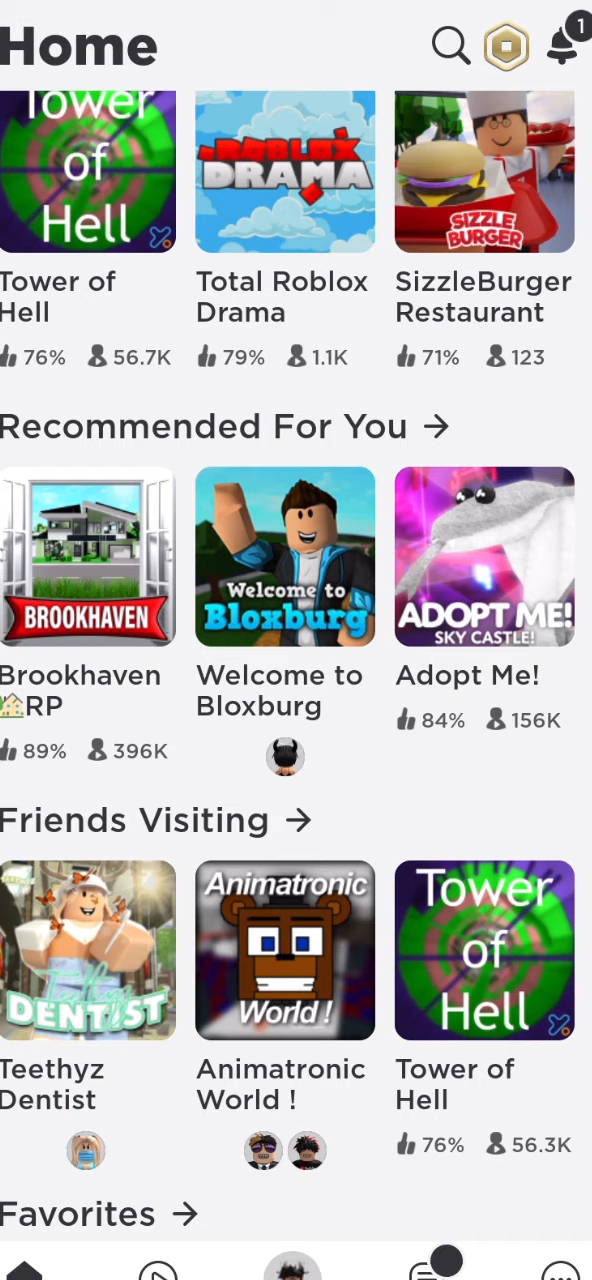 Home
1
Tower
of
Hell
ROBLOX
DRAMA
SIZZLE
BURGER
Tower of
Hell
76% 56.7K
Total Roblox
Drama
79% 1.1K
SizzleBurger
Restaurant
71% 123
Recommended For You →
BROOKHAVEN
Welcome to
Bloxburg
ADOPT ME!
SKY CASTLE!
Brookhaven
🏡RP
89% 396K
Welcome to
Bloxburg
Adopt Me!
84% 156K
Friends Visiting →
Teethyz
DENTIST
Animatronic
World !
Tower
of
Hell
Teethyz
Dentist
Animatronic
World !
Tower of
Hell
76% 56.3K
Favorites →